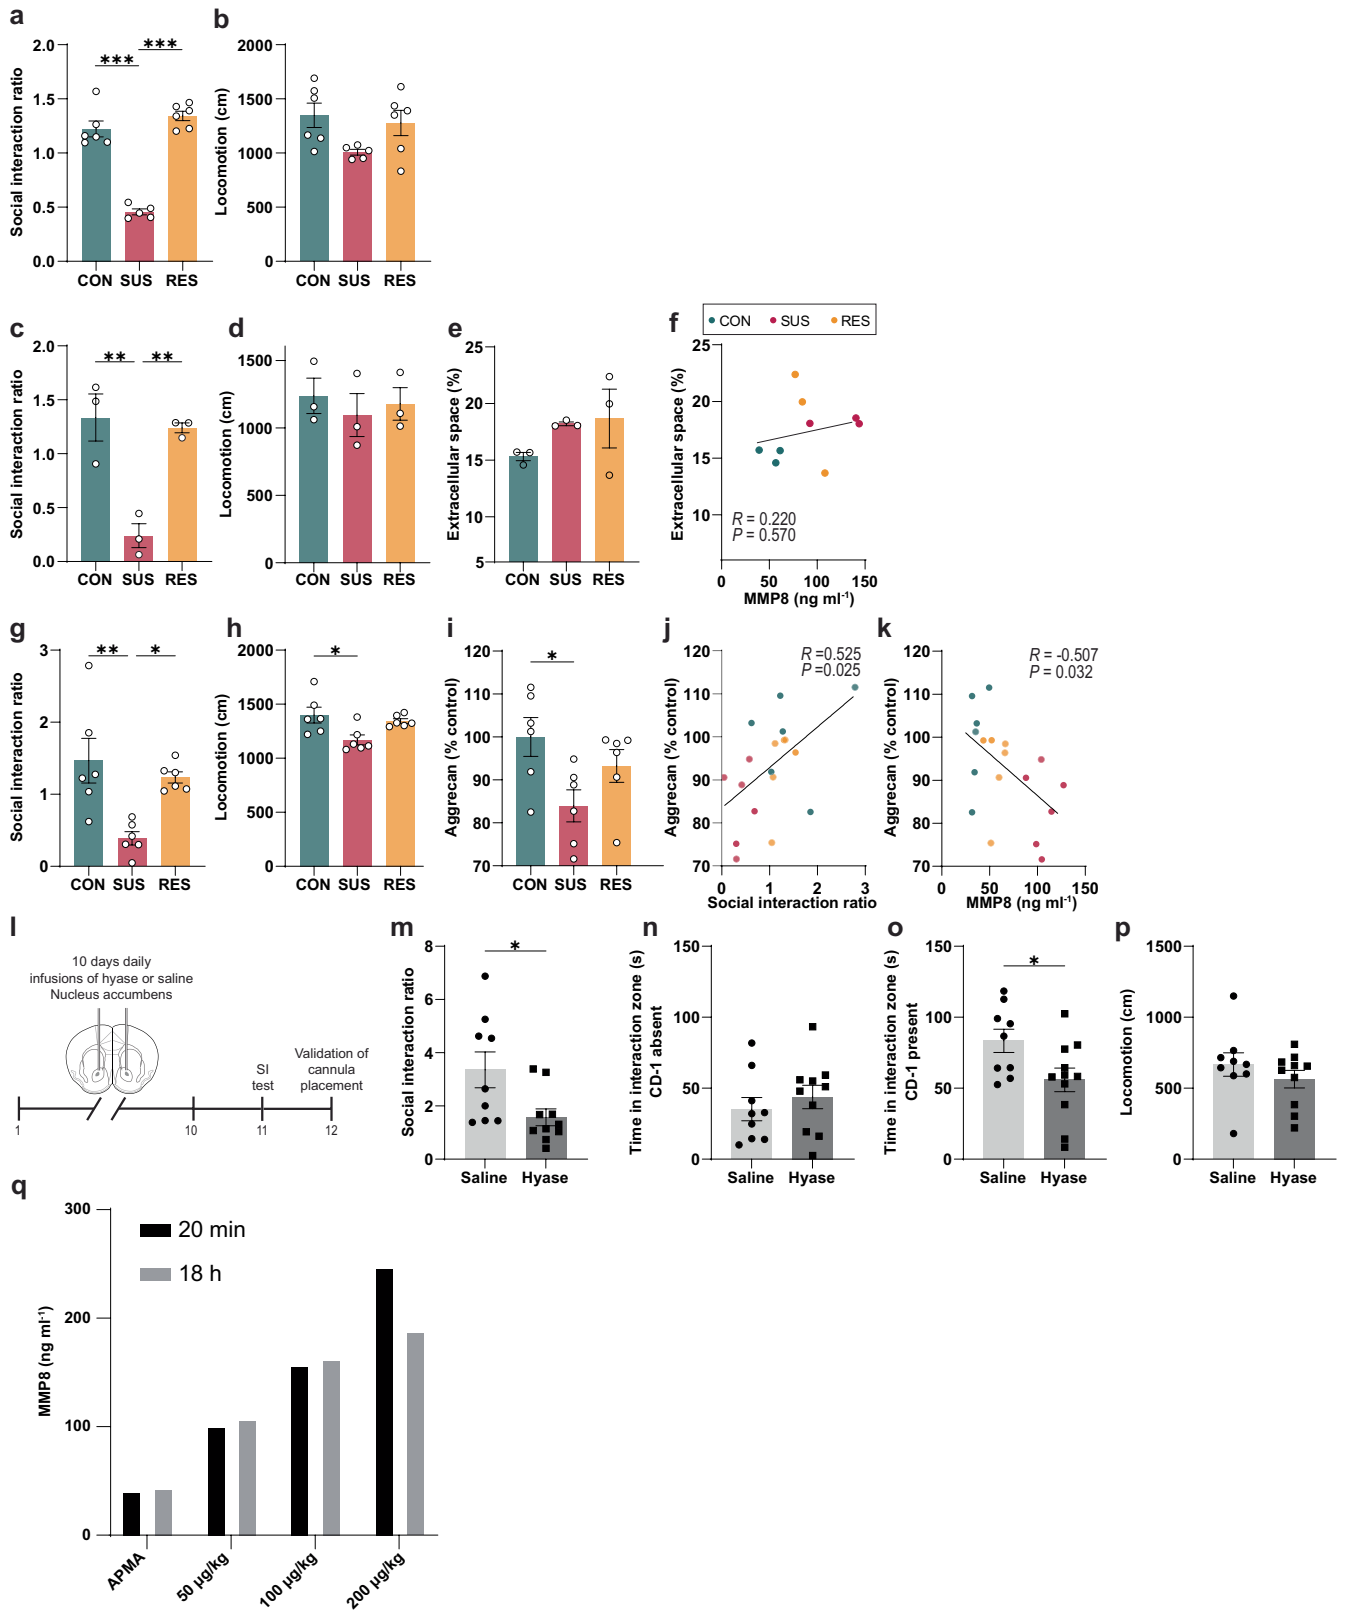 a
Social interaction ratio
2.0
1.5
1.0
0.5
0.0
***
***
CON SUS RES
b
Locomotion (cm)
2000
1500
1000
500
0
CON SUS RES
c
Social interaction ratio
2.0
1.5
1.0
0.5
0.0
**
**
CON SUS RES
d
Locomotion (cm)
1500
1000
500
0
CON SUS RES
e
Extracellular space (%)
25
20
15
10
5
CON SUS RES
f
CON SUS RES
Extracellular space (%)
25
20
15
10
R = 0.220
P = 0.570
0 50 100 150
MMP8 (ng ml⁻¹)
g
Social interaction ratio
3
2
1
0
**
*
CON SUS RES
h
Locomotion (cm)
2000
1500
1000
500
0
*
CON SUS RES
i
Aggrecan (% control)
120
110
100
90
80
70
*
CON SUS RES
j
Aggrecan (% control)
120
110
100
90
80
70
R =0.525
P =0.025
0 1 2 3
Social interaction ratio
k
Aggrecan (% control)
120
110
100
90
80
70
R = -0.507
P = 0.032
0 50 100 150
MMP8 (ng ml⁻¹)
l
10 days daily
infusions of hyase or saline
Nucleus accumbens
SI
test
Validation of
cannula
placement
1 10 11 12
m
Social interaction ratio
8
6
4
2
0
*
Saline Hyase
n
Time in interaction zone (s)
CD-1 absent
150
100
50
0
Saline Hyase
o
Time in interaction zone (s)
CD-1 present
150
100
50
0
*
Saline Hyase
p
Locomotion (cm)
1500
1000
500
0
Saline Hyase
q
MMP8 (ng ml⁻¹)
300
200
100
0
20 min
18 h
APMA
50 µg/kg
100 µg/kg
200 µg/kg